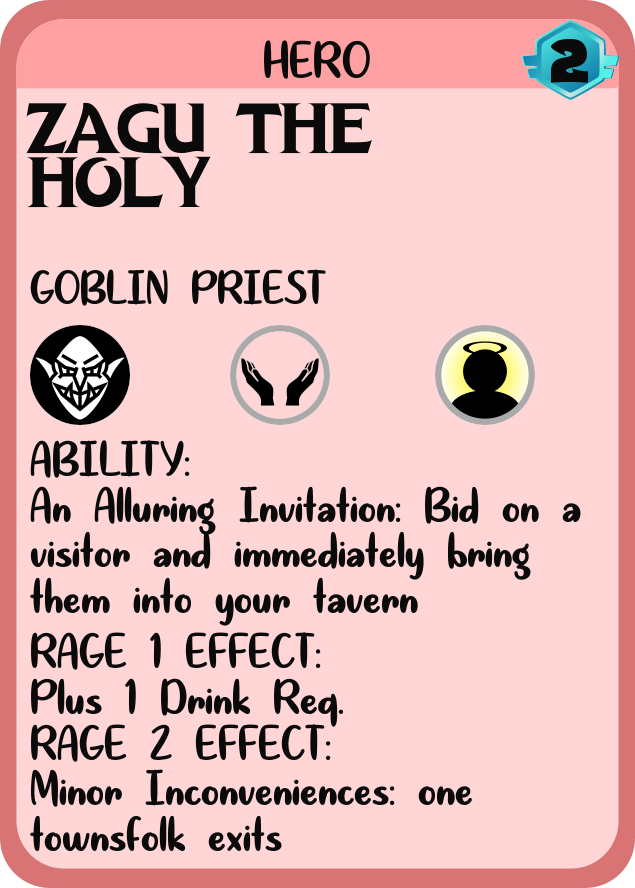 HERO
2
ZAGU THE
HOLY
GOBLIN PRIEST
ABILITY:
An Alluring Invitation: Bid on a
visitor and immediately bring
them into your tavern
RAGE 1 EFFECT:
Plus 1 Drink Req.
RAGE 2 EFFECT:
Minor Inconveniences: one
townsfolk exits